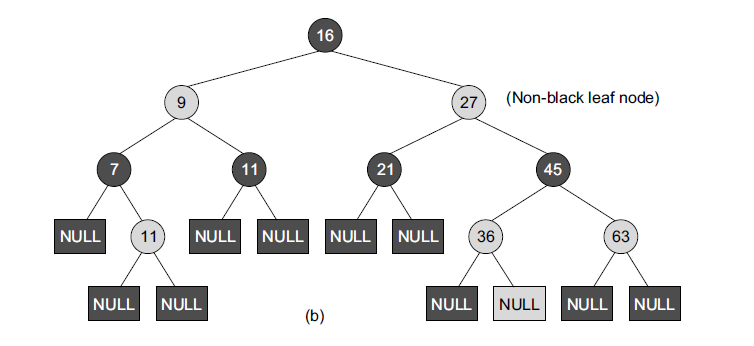 16
9
27
(Non-black leaf node)
7
11
21
45
NULL
11
NULL
NULL
NULL
NULL
36
63
NULL
NULL
NULL
NULL
NULL
NULL
(b)